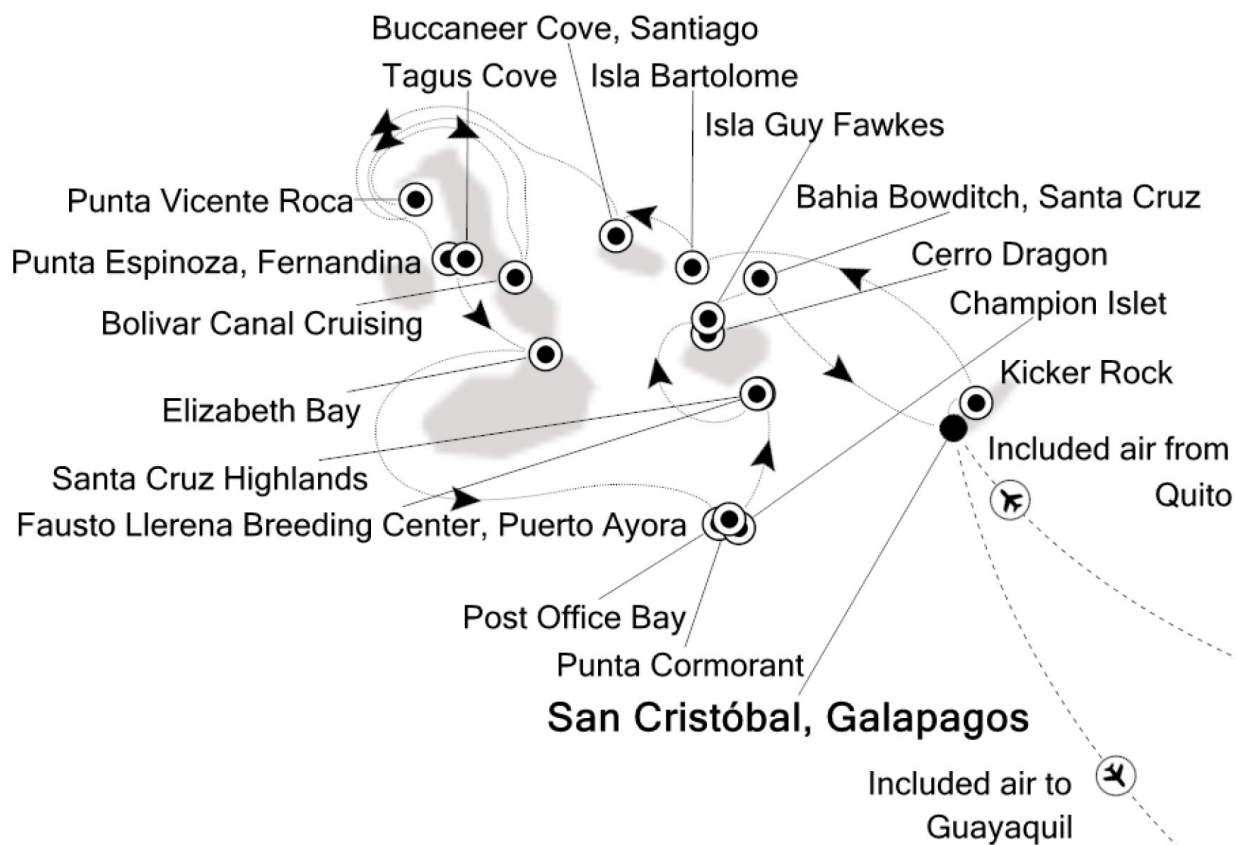 Buccaneer Cove, Santiago
Tagus Cove
Isla Bartolome
Isla Guy Fawkes
Punta Vicente Roca
Bahia Bowditch, Santa Cruz
Punta Espinoza, Fernandina
Cerro Dragon
Bolivar Canal Cruising
Champion Islet
Kicker Rock
Elizabeth Bay
Included air from
Quito
Santa Cruz Highlands
Fausto Llerena Breeding Center, Puerto Ayora
Post Office Bay
Punta Cormorant
San Cristóbal, Galapagos
Included air to
Guayaquil